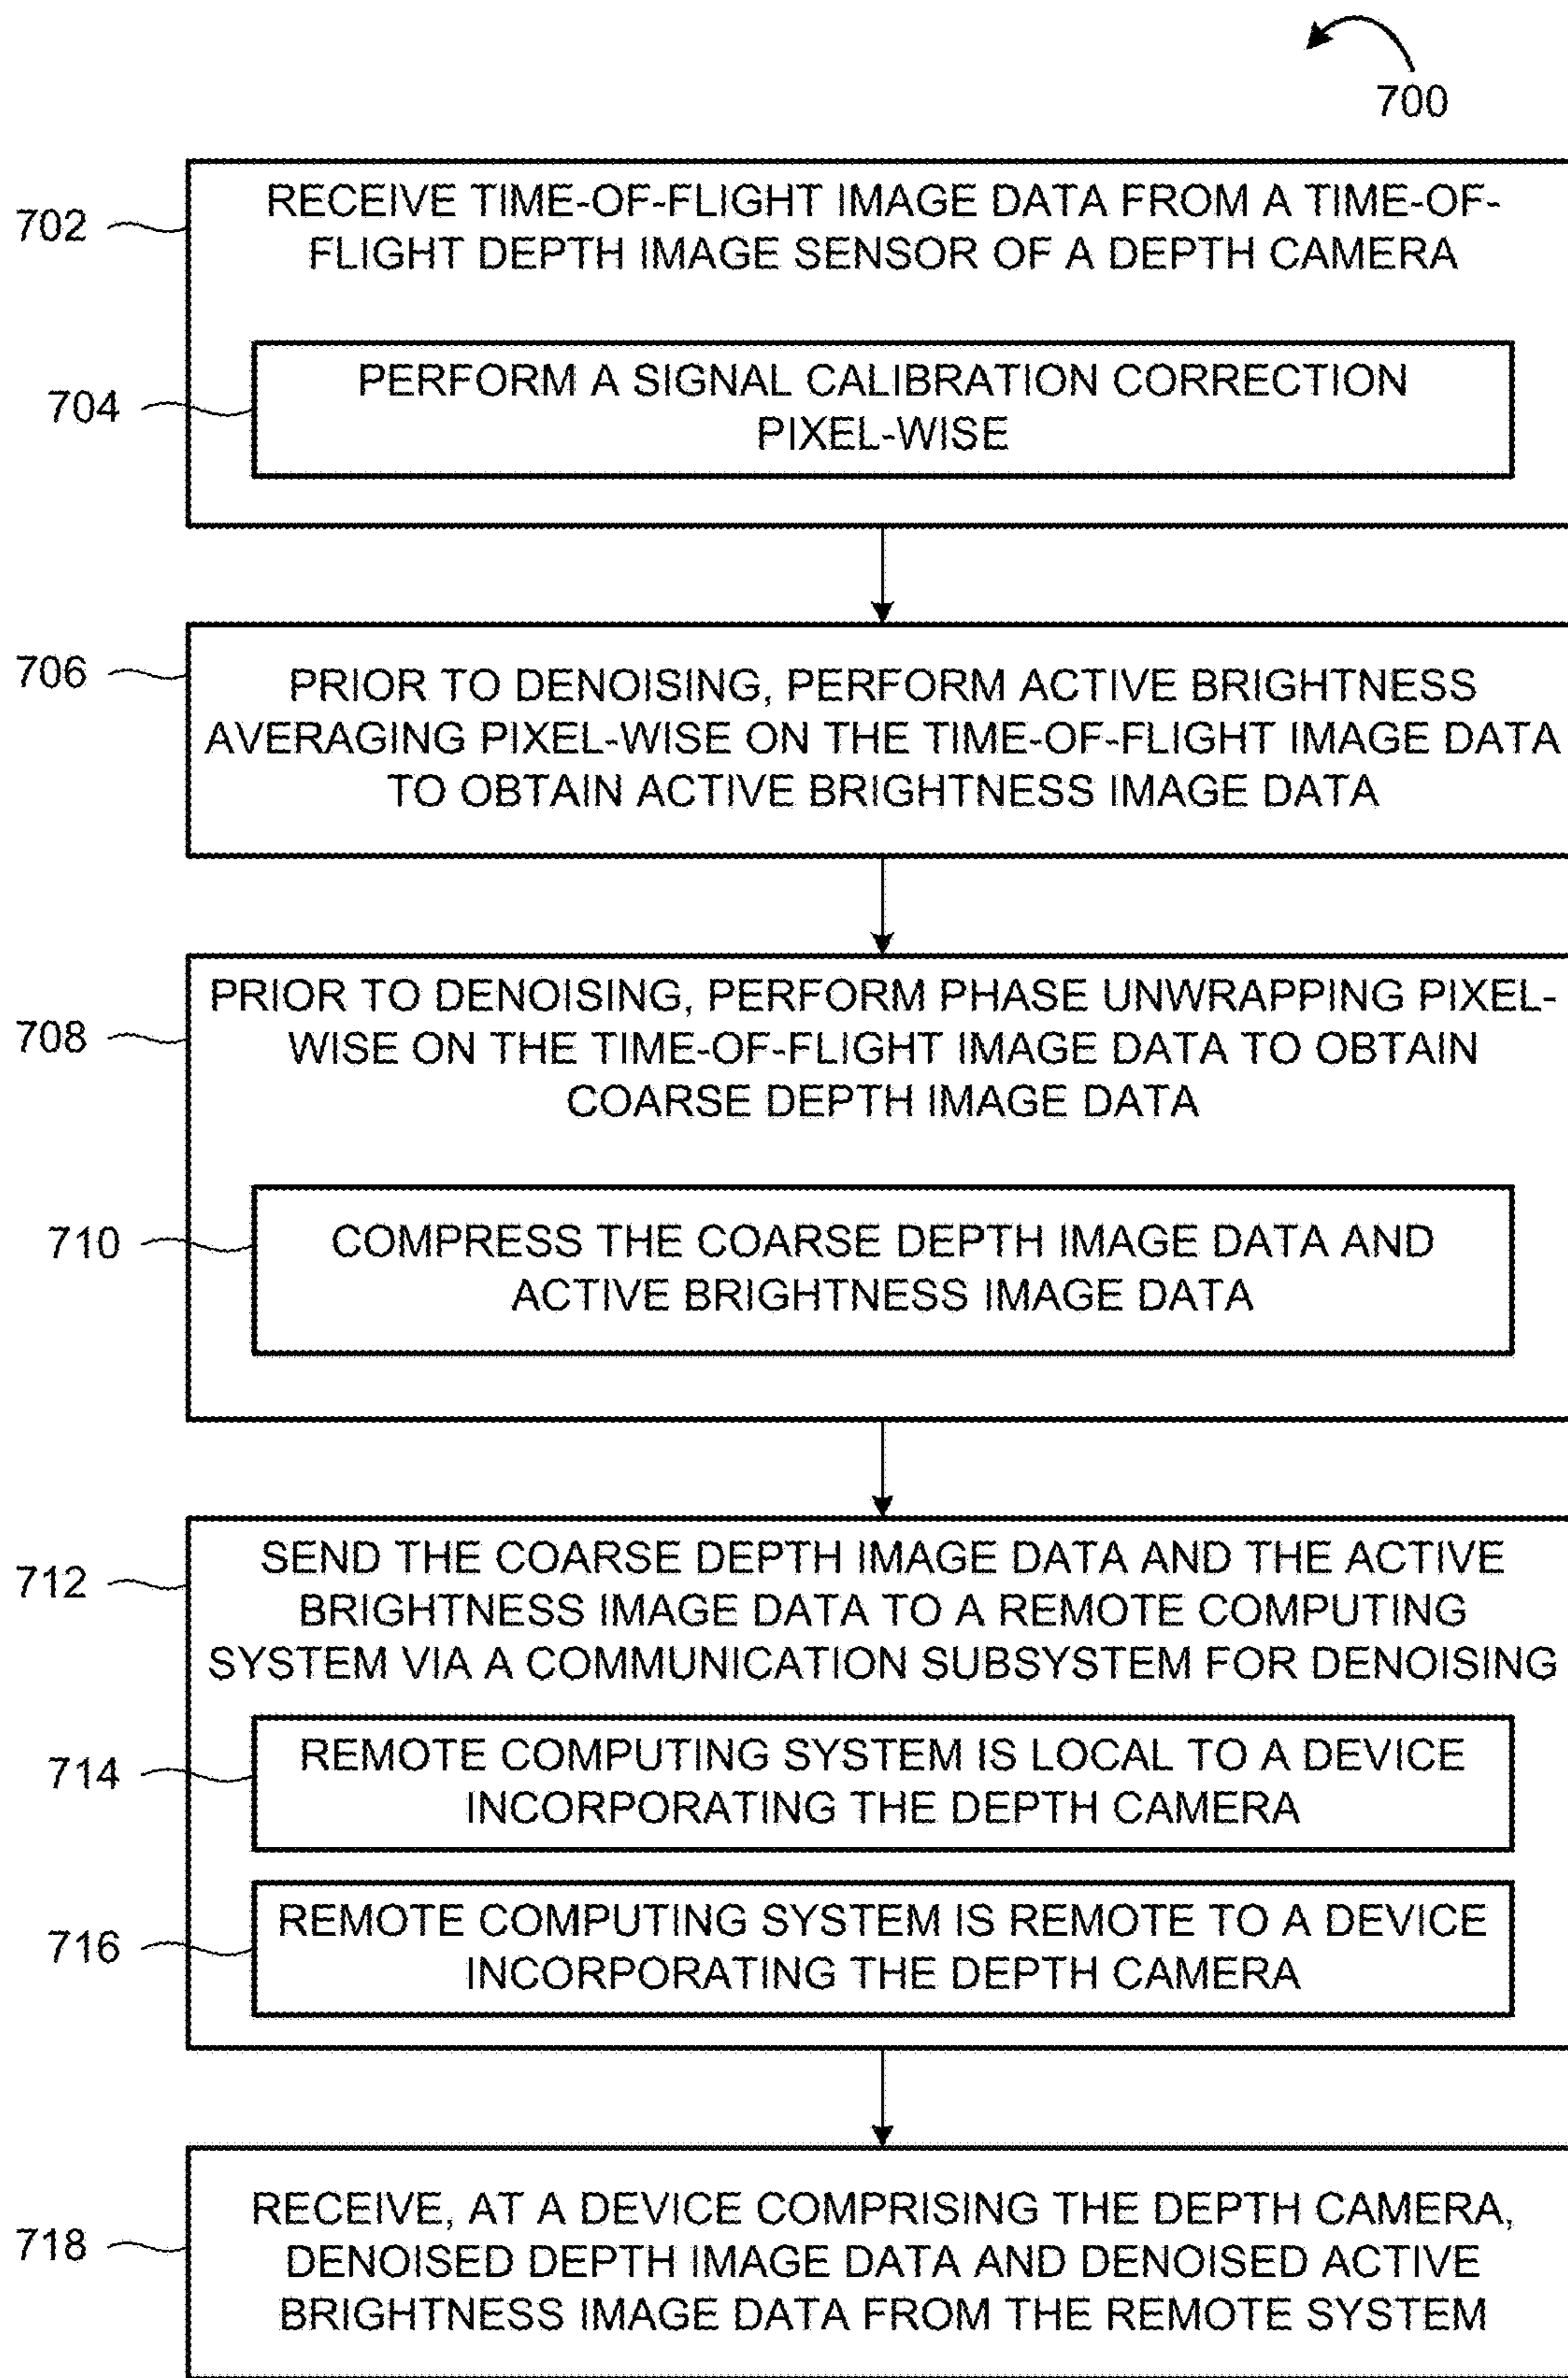 700
702
RECEIVE TIME-OF-FLIGHT IMAGE DATA FROM A TIME-OF-
FLIGHT DEPTH IMAGE SENSOR OF A DEPTH CAMERA
704
PERFORM A SIGNAL CALIBRATION CORRECTION
PIXEL-WISE
706
PRIOR TO DENOISING, PERFORM ACTIVE BRIGHTNESS
AVERAGING PIXEL-WISE ON THE TIME-OF-FLIGHT IMAGE DATA
TO OBTAIN ACTIVE BRIGHTNESS IMAGE DATA
708
PRIOR TO DENOISING, PERFORM PHASE UNWRAPPING PIXEL-
WISE ON THE TIME-OF-FLIGHT IMAGE DATA TO OBTAIN
COARSE DEPTH IMAGE DATA
710
COMPRESS THE COARSE DEPTH IMAGE DATA AND
ACTIVE BRIGHTNESS IMAGE DATA
712
SEND THE COARSE DEPTH IMAGE DATA AND THE ACTIVE
BRIGHTNESS IMAGE DATA TO A REMOTE COMPUTING
SYSTEM VIA A COMMUNICATION SUBSYSTEM FOR DENOISING
714
REMOTE COMPUTING SYSTEM IS LOCAL TO A DEVICE
INCORPORATING THE DEPTH CAMERA
716
REMOTE COMPUTING SYSTEM IS REMOTE TO A DEVICE
INCORPORATING THE DEPTH CAMERA
718
RECEIVE, AT A DEVICE COMPRISING THE DEPTH CAMERA,
DENOISED DEPTH IMAGE DATA AND DENOISED ACTIVE
BRIGHTNESS IMAGE DATA FROM THE REMOTE SYSTEM